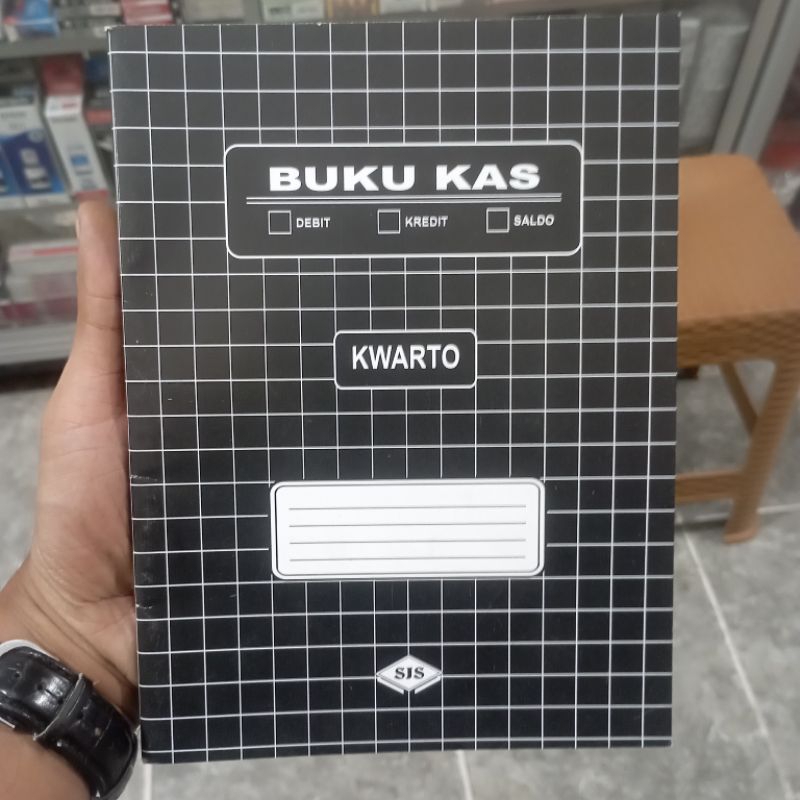 BUKU KAS
DEBIT KREDIT SALDO
KWARTO
SJS